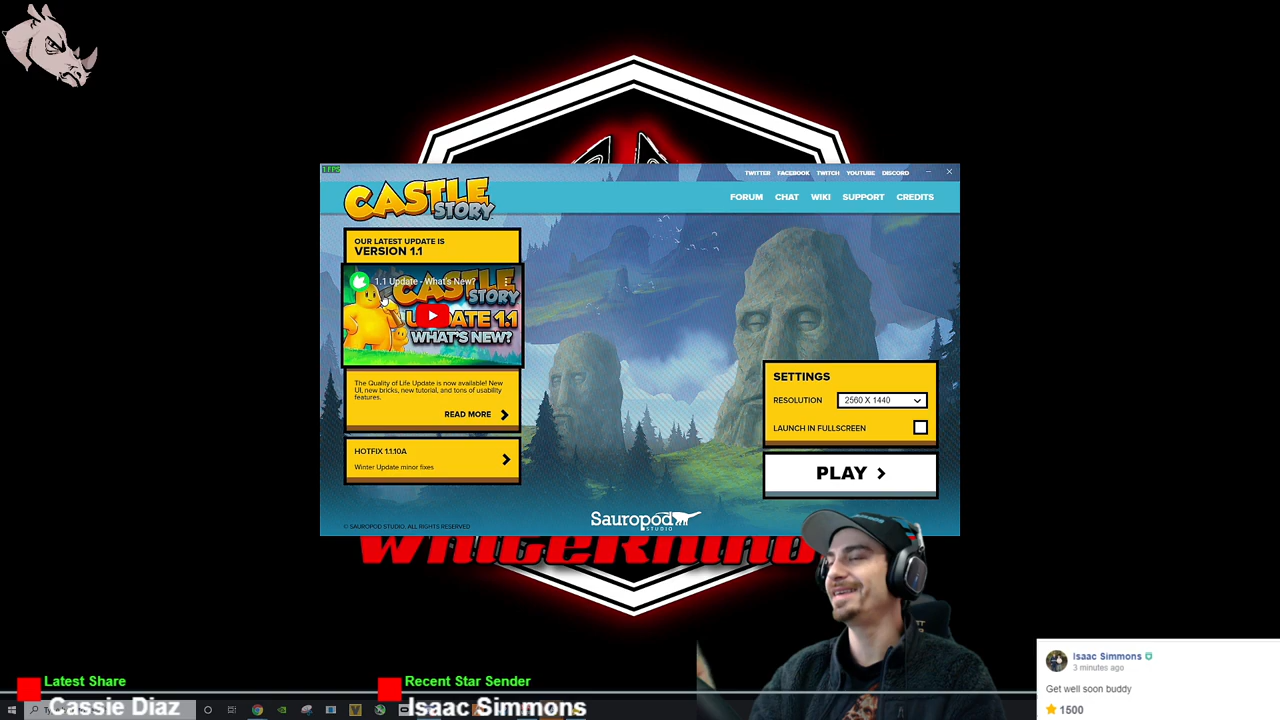 TWITTER FACEBOOK TWITCH YOUTUBE DISCORD
CASTLE STORY
FORUM CHAT WIKI SUPPORT CREDITS
OUR LATEST UPDATE IS
VERSION 1.1
1.1 Update - What's New?
CASTLE
STORY
UPDATE 1.1
WHAT'S NEW?
The Quality of Life Update is now available! New
UI, new bricks, new tutorial, and tons of usability
features.
READ MORE
HOTFIX 1.1.10A
Winter Update minor fixes
SETTINGS
RESOLUTION 2560 X 1440
LAUNCH IN FULLSCREEN
PLAY
Sauropod
STUDIO
© SAUROPOD STUDIO. ALL RIGHTS RESERVED
WHITERHINO
Isaac Simmons
3 minutes ago
Get well soon buddy
1500
Latest Share
Cassie Diaz
Recent Star Sender
Isaac Simmons